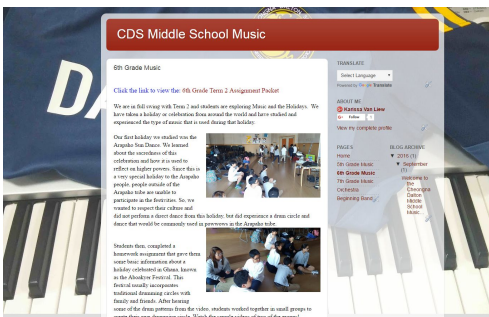 CDS Middle School Music
6th Grade Music
Click the link to view the: 6th Grade Term 2 Assignment Packet
We are in full swing with Term 2 and students are exploring Music and the Holidays. We
have taken a holiday or celebration from around the world and have studied and
experienced the type of music that is used during that holiday.
Our first holiday we studied was the
Arapaho Sun Dance. We learned
about the sacredness of this
celebration and how it is used to
reflect on higher powers. Since this is
a very special holiday to the Arapaho
people, people outside of the
Arapaho tribe are unable to
participate in the festivities. So, we
wanted to respect their culture and
did not perform a direct dance from this holiday, but did experience a drum circle and
dance that would be commonly used in powwows in the Arapaho tribe.
Students then, completed a
homework assignment that gave them
some basic information about a
holiday celebrated in Ghana, known
as the Aboakyer Festival. This
festival usually incorporates
traditional drumming circles with
family and friends. After hearing
some of the drum patterns from the video, students worked together in small groups to
TRANSLATE
Select Language
Powered by Translate
ABOUT ME
Karissa Van Liew
Follow
View my complete profile
PAGES
Home
5th Grade Music
6th Grade Music
7th Grade Music
Orchestra
Beginning Band
BLOG ARCHIVE
▼ 2016 (1)
▼ September
(1)
Welcome to
the
Cheongna
Dalton
Middle
School
Music...